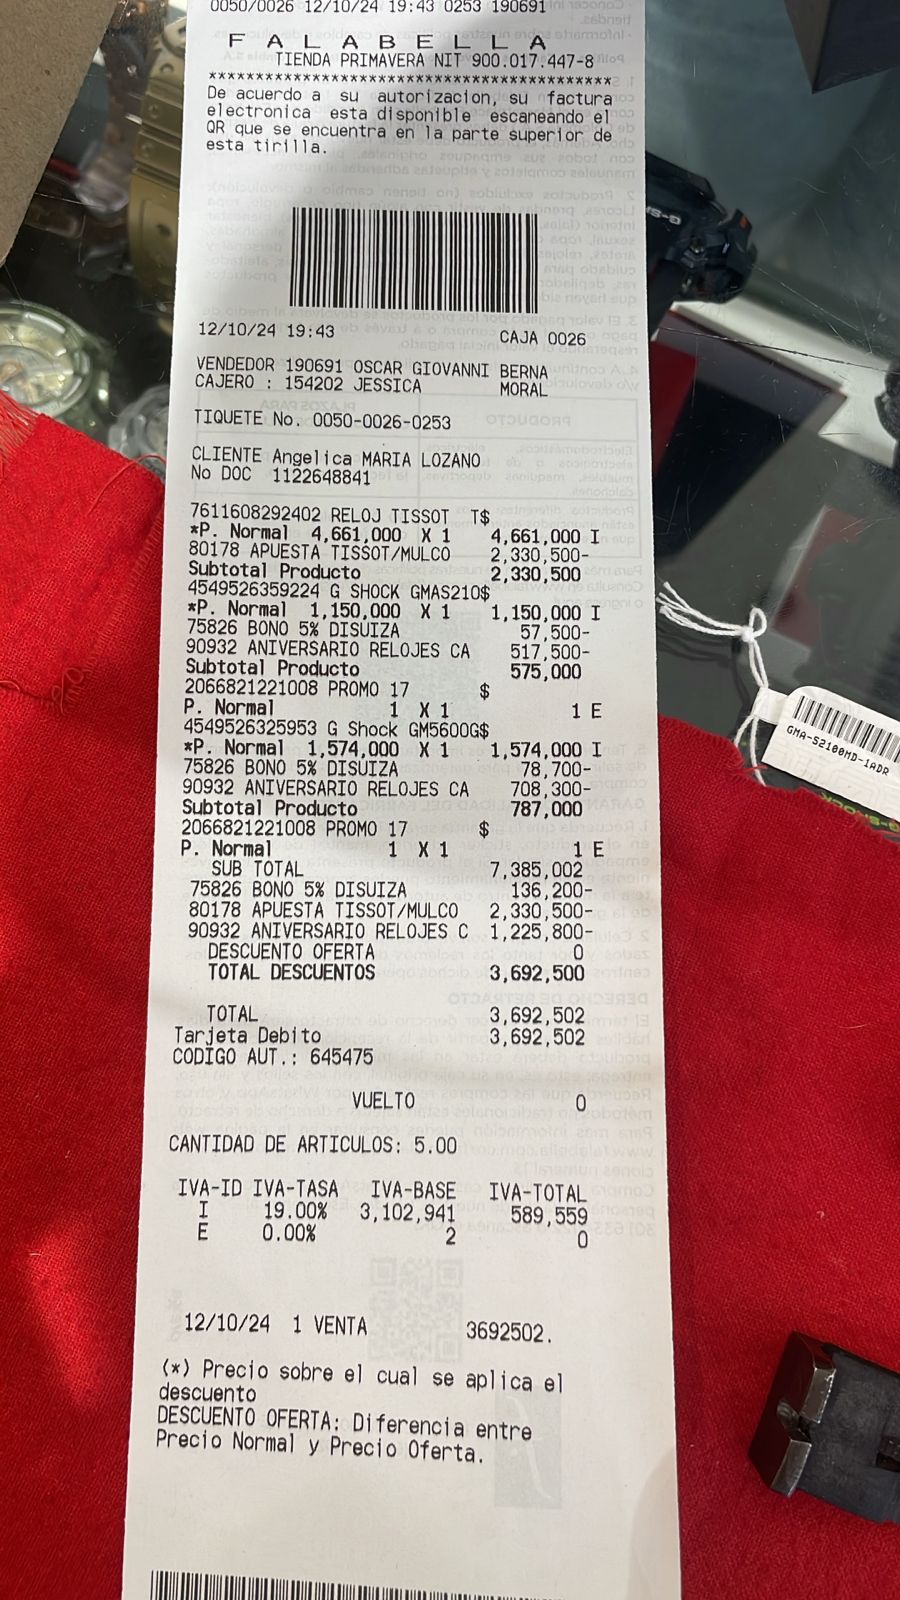 0050/0026 12/10/24 19:43 0253 190691
F A L A B E L L A
TIENDA PRIMAVERA NIT 900.017.447-8
******************************************
De acuerdo a su autorizacion, su factura
electronica esta disponible escaneando el
QR que se encuentra en la parte superior de
esta tirilla.
12/10/24 19:43 CAJA 0026
VENDEDOR 190691 OSCAR GIOVANNI BERNA
CAJERO : 154202 JESSICA MORAL
TIQUETE No. 0050-0026-0253
CLIENTE Angelica MARIA LOZANO
No DOC 1122648841
7611608292402 RELOJ TISSOT T$
*P. Normal 4,661,000 X 1 4,661,000 I
80178 APUESTA TISSOT/MULCO 2,330,500-
Subtotal Producto 2,330,500
4549526359224 G SHOCK GMAS210$
*P. Normal 1,150,000 X 1 1,150,000 I
75826 BONO 5% DISUIZA 57,500-
90932 ANIVERSARIO RELOJES CA 517,500-
Subtotal Producto 575,000
2066821221008 PROMO 17 $
P. Normal 1 X 1 1 E
4549526325953 G Shock GM5600G$
*P. Normal 1,574,000 X 1 1,574,000 I
75826 BONO 5% DISUIZA 78,700-
90932 ANIVERSARIO RELOJES CA 708,300-
Subtotal Producto 787,000
2066821221008 PROMO 17 $
P. Normal 1 X 1 1 E
SUB TOTAL 7,385,002
75826 BONO 5% DISUIZA 136,200-
80178 APUESTA TISSOT/MULCO 2,330,500-
90932 ANIVERSARIO RELOJES C 1,225,800-
DESCUENTO OFERTA 0
TOTAL DESCUENTOS 3,692,500
TOTAL 3,692,502
Tarjeta Debito 3,692,502
CODIGO AUT.: 645475
VUELTO 0
CANTIDAD DE ARTICULOS: 5.00
IVA-ID IVA-TASA IVA-BASE IVA-TOTAL
I 19.00% 3,102,941 589,559
E 0.00% 2 0
12/10/24 1 VENTA 3692502.
(*) Precio sobre el cual se aplica el
descuento
DESCUENTO OFERTA: Diferencia entre
Precio Normal y Precio Oferta.
GMA-S2100MD-1ADR
G-SHOCK